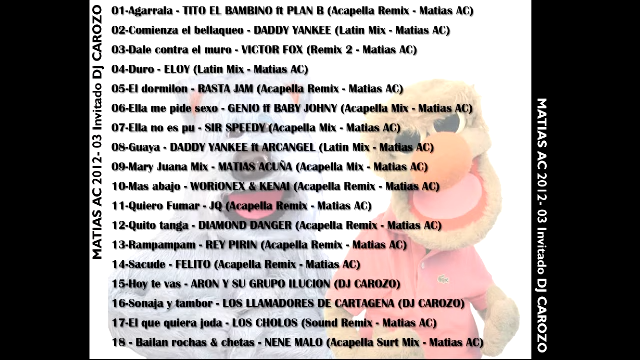 MATIAS AC 2012- 03 Invitado DJ CAROZO
01-Agarrala - TITO EL BAMBINO ft PLAN B (Acapella Remix - Matias AC)
02-Comienza el bellaqueo - DADDY YANKEE (Latin Mix - Matias AC)
03-Dale contra el muro - VICTOR FOX (Remix 2 - Matias AC)
04-Duro - ELOY (Latin Mix - Matias AC)
05-El dormilon - RASTA JAM (Acapella Remix - Matias AC)
06-Ella me pide sexo - GENIO ff BABY JOHNY (Acapella Mix - Matias AC)
07-Ella no es pu - SIR SPEEDY (Acapella Mix - Matias AC)
08-Guaya - DADDY YANKEE ft ARCANGEL (Latin Mix - Matias AC)
09-Mary Juana Mix - MATIAS ACUÑA (Acapella Mix - Matias AC)
10-Mas abajo - WORIONEX & KENAI (Acapella Remix - Matias AC)
11-Quiero Fumar - JQ (Acapella Remix - Matias AC)
12-Quito tanga - DIAMOND DANGER (Acapella Remix - Matias AC)
13-Rampampam - REY PIRIN (Acapella Remix - Matias AC)
14-Sacude - FELITO (Acapella Remix - Matias AC)
15-Hoy te vas - ARON Y SU GRUPO ILUCION (DJ CAROZO)
16-Sonaja y tambor - LOS LLAMADORES DE CARTAGENA (DJ CAROZO)
17-El que quiera joda - LOS CHOLOS (Sound Remix - Matias AC)
18 - Bailan rochas & chetas - NENE MALO (Acapella Surt Mix - Matias AC)
MATIAS AC 2012- 03 Invitado DJ CAROZO